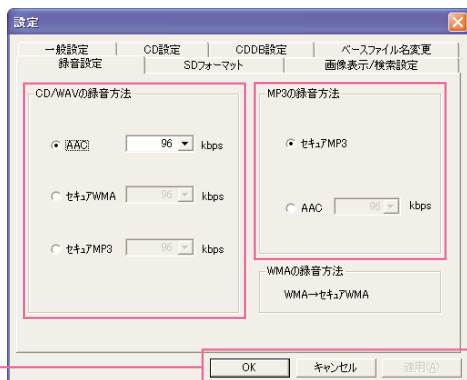 設定
一般設定 CD設定 CDDB設定 ベースファイル名変更
録音設定 SDフォーマット 画像表示/検索設定
CD/WAVの録音方法
AAC 96 kbps
セキュアWMA 96 kbps
セキュアMP3 96 kbps
MP3の録音方法
セキュアMP3
AAC 96 kbps
WMAの録音方法
WMA→セキュアWMA
OK キャンセル 適用(A)